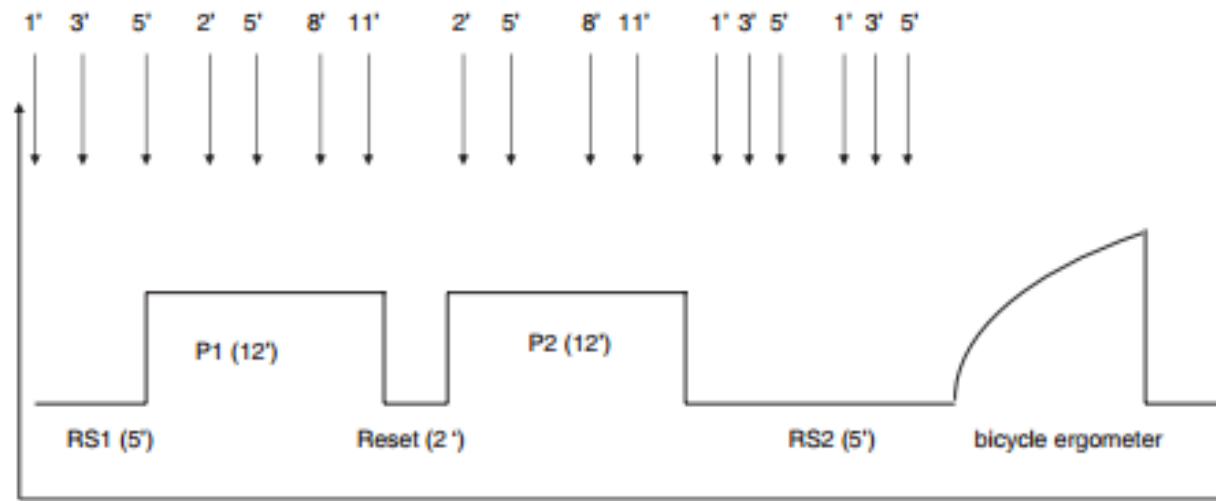 1' 3' 5' 2' 5' 8' 11' 2' 5' 8' 11' 1' 3' 5' 1' 3' 5'
P1 (12') P2 (12')
RS1 (5') Reset (2 ') RS2 (5') bicycle ergometer